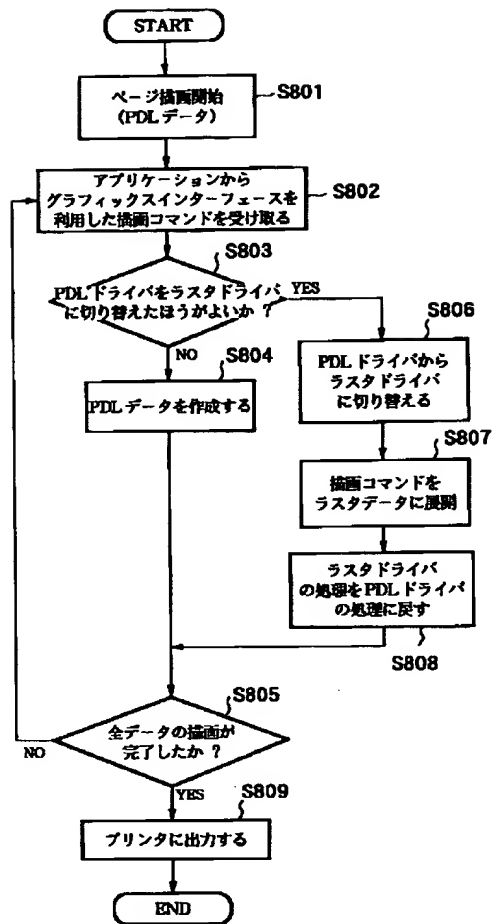 START
ページ描画開始
(PDLデータ)
S801
アプリケーションから
グラフィックスインターフェースを
利用した描画コマンドを受け取る
S802
S803
PDLドライバをラスタドライバ
に切り替えたほうがよいか ?
YES
NO
S804
PDLデータを作成する
S806
PDLドライバから
ラスタドライバ
に切り替える
S807
描画コマンドを
ラスタデータに展開
ラスタドライバ
の処理をPDLドライバ
の処理に戻す
S808
S805
全データの描画が
完了したか ?
NO
YES
S809
プリンタに出力する
END